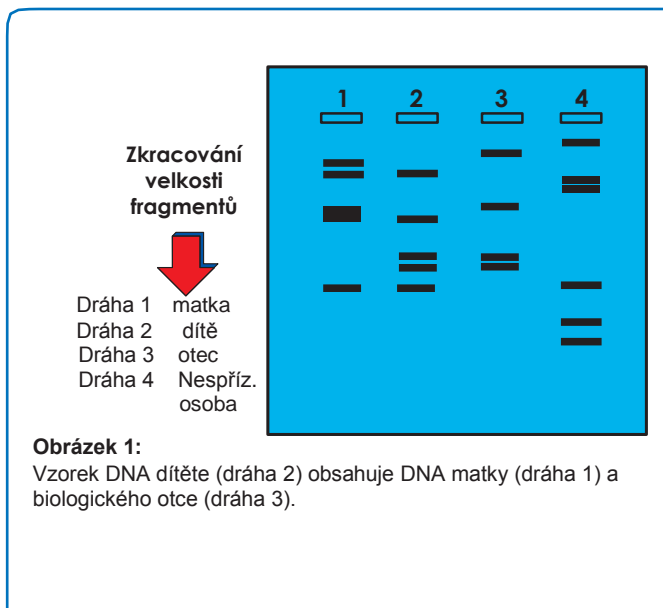 1 2 3 4
Zkracování
velkosti
fragmentů
Dráha 1 matka
Dráha 2 dítě
Dráha 3 otec
Dráha 4 Nespříz.
osoba
Obrázek 1:
Vzorek DNA dítěte (dráha 2) obsahuje DNA matky (dráha 1) a
biologického otce (dráha 3).